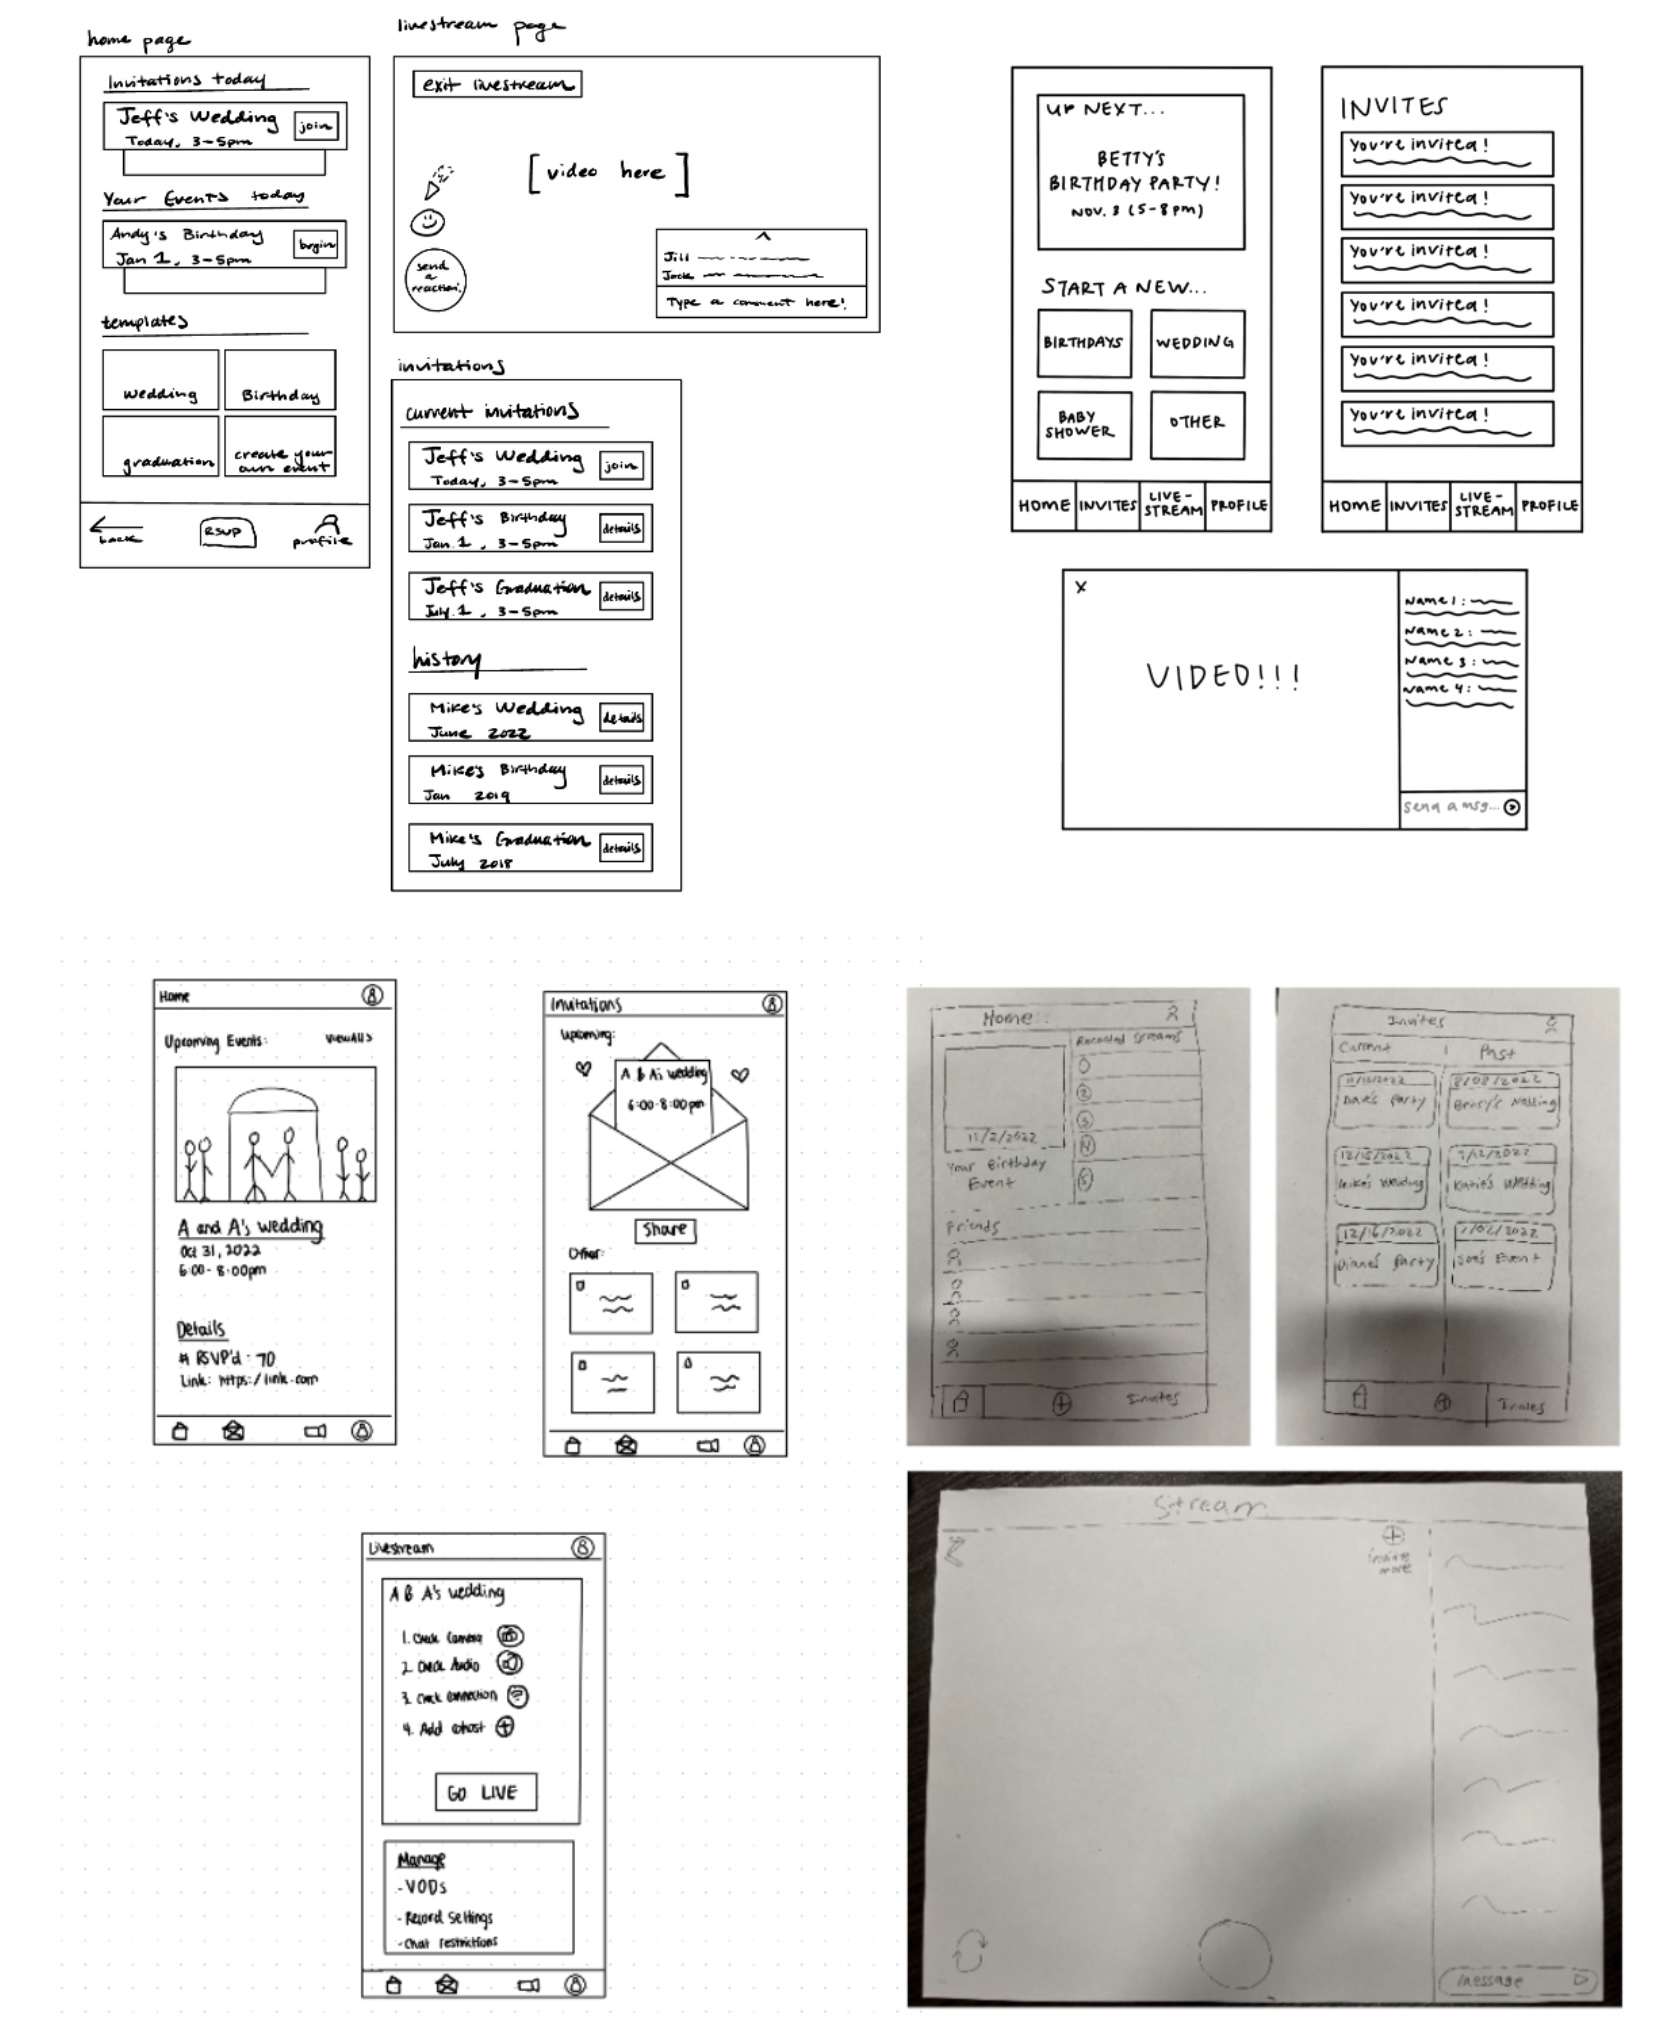 home page
Invitations today
Jeff's Wedding
Today, 3-5pm
join
Your Events today
Andy's Birthday
Jan 1, 3-5pm
begin
templates
wedding
Birthday
graduation
create your
own event
back
RSVP
profile
livestream page
exit livestream
[video here]
send
a
reaction!
Jill
Jack
Type a comment here!
invitations
current invitations
Jeff's Wedding
Today, 3-5pm
join
Jeff's Birthday
Jan 1, 3-5pm
details
Jeff's Graduation
July 1, 3-5pm
details
history
Mike's Wedding
June 2022
details
Mike's Birthday
Jan 2019
details
Mike's Graduation
July 2018
details
UP NEXT...
BETTY'S
BIRTHDAY PARTY!
NOV. 3 (5-8pm)
START A NEW...
BIRTHDAYS
WEDDING
BABY
SHOWER
OTHER
HOME
INVITES
LIVE-
STREAM
PROFILE
INVITES
You're invited!
You're invited!
You're invited!
You're invited!
You're invited!
You're invited!
HOME
INVITES
LIVE-
STREAM
PROFILE
X
VIDEO!!!
Name 1:
Name 2:
Name 3:
Name 4:
send a msg...
Home
Upcoming Events:
View All >
A and A's wedding
Oct 31, 2022
6:00-8:00pm
Details
# RSVP'd: 70
Link: https://link.com
Invitations
Upcoming:
A & A's wedding
6:00-8:00pm
Share
Other:
Livestream
A & A's wedding
1. Check Camera
2. Check Audio
3. Check Connection
4. Add cohost
GO LIVE
Manage
- VODs
- Record Settings
- Chat restrictions
Home
Recorded Streams
2
3
4
5
11/2/2022
Your Birthday
Event
Friends
Invites
Invites
Current
Past
Party
8/08/2022
Wedding
12/15/2022
Mike's Wedding
7/12/2022
Katie's Wedding
12/16/2022
Diane's Party
Event
Invites
Stream
invite
more
message